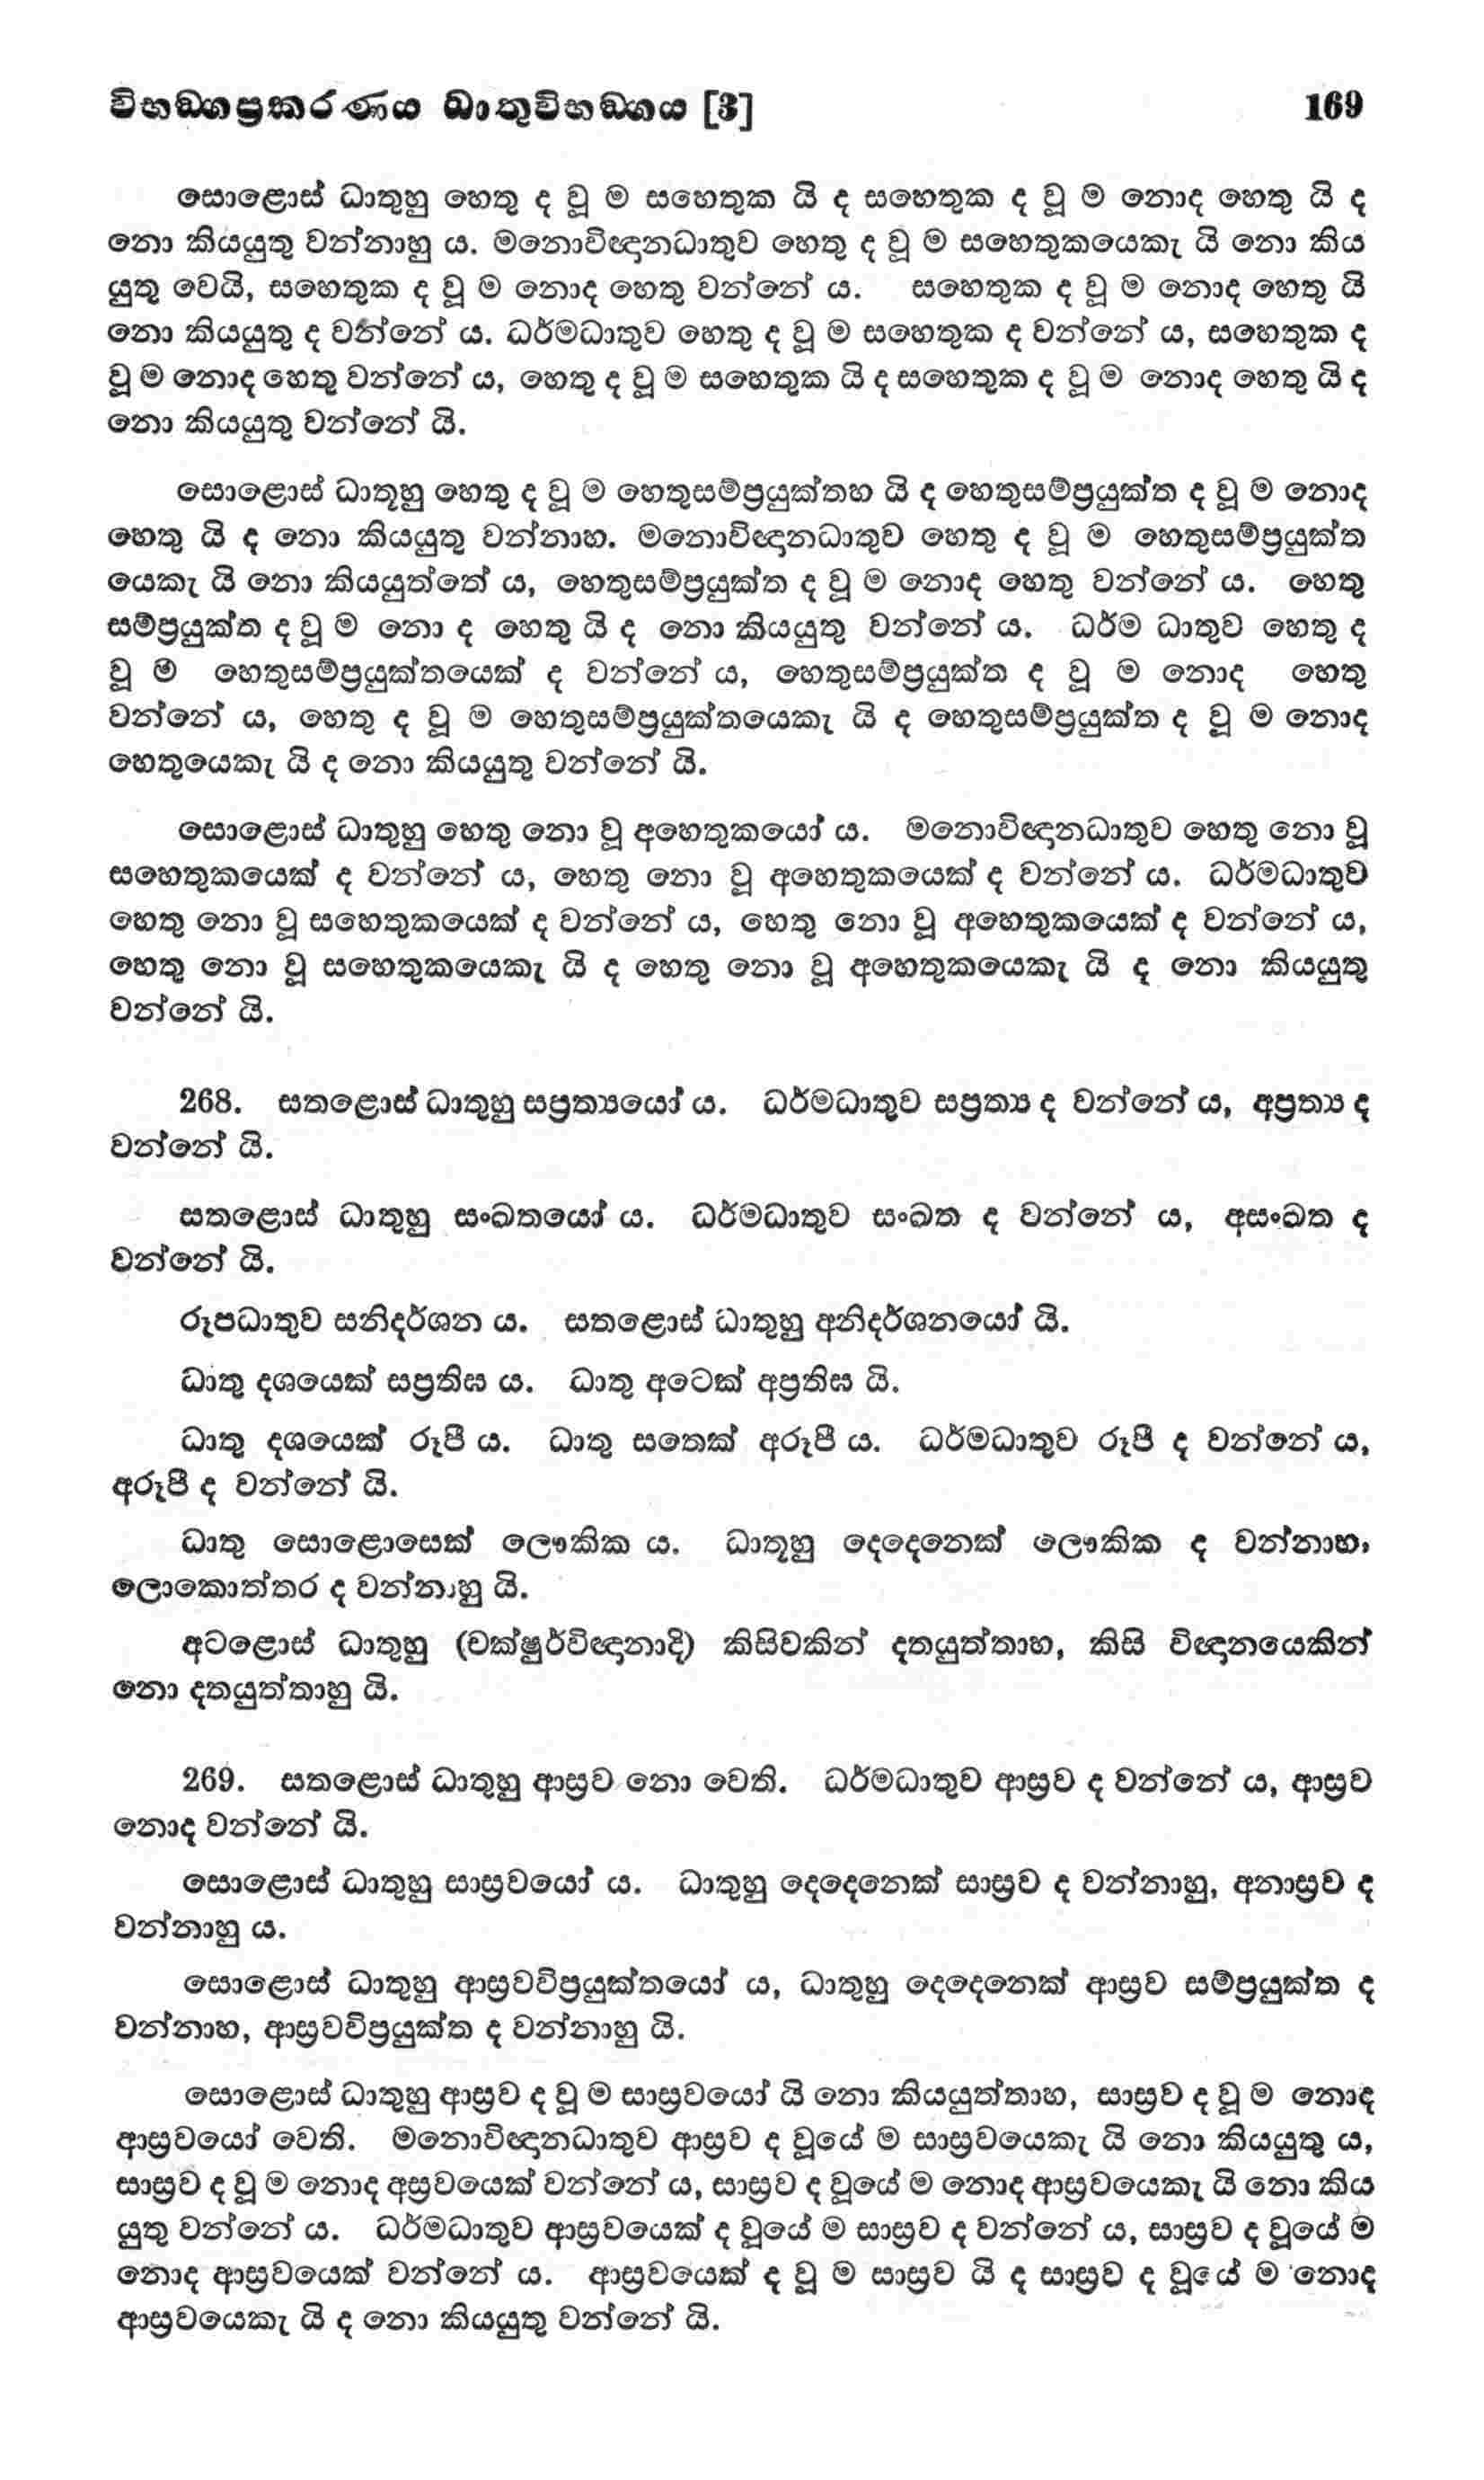 විභඞ්ගප්‍රකරණය ධාතුවිභඞ්ගය [3] 169
සොළොස් ධාතුහු හෙතු ද වූ ම සහෙතුක යි ද සහෙතුක ද වූ ම නොද හෙතු යි ද
නො කියයුතු වන්නාහු ය. මනොවිඥානධාතුව හෙතු ද වූ ම සහෙතුකයෙකැ යි නො කිය
යුතු වෙයි, සහෙතුක ද වූ ම නොද හෙතු වන්නේ ය. සහෙතුක ද වූ ම නොද හෙතු යි
නො කියයුතු ද වන්නේ ය. ධර්මධාතුව හෙතු ද වූ ම සහෙතුක ද වන්නේ ය, සහෙතුක ද
වූ ම නොද හෙතු වන්නේ ය, හෙතු ද වූ ම සහෙතුක යි ද සහෙතුක ද වූ ම නොද හෙතු යි ද
නො කියයුතු වන්නේ යි.
සොළොස් ධාතූහු හෙතු ද වූ ම හෙතුසම්ප්‍රයුක්තහ යි ද හෙතුසම්ප්‍රයුක්ත ද වූ ම නොද
හෙතු යි ද නො කියයුතු වන්නාහ. මනොවිඥානධාතුව හෙතු ද වූ ම හෙතුසම්ප්‍රයුක්ත
යෙකැ යි නො කියයුත්තේ ය, හෙතුසම්ප්‍රයුක්ත ද වූ ම නොද හෙතු වන්නේ ය. හෙතු
සම්ප්‍රයුක්ත ද වූ ම නො ද හෙතු යි ද නො කියයුතු වන්නේ ය. ධර්ම ධාතුව හෙතු ද
වූ ම හෙතුසම්ප්‍රයුක්තයෙක් ද වන්නේ ය, හෙතුසම්ප්‍රයුක්ත ද වූ ම නොද හෙතු
වන්නේ ය, හෙතු ද වූ ම හෙතුසම්ප්‍රයුක්තයෙකැ යි ද හෙතුසම්ප්‍රයුක්ත ද වූ ම නොද
හෙතුයෙකැ යි ද නො කියයුතු වන්නේ යි.
සොළොස් ධාතුහු හෙතු නො වූ අහෙතුකයෝ ය. මනොවිඥානධාතුව හෙතු නො වූ
සහෙතුකයෙක් ද වන්නේ ය, හෙතු නො වූ අහෙතුකයෙක් ද වන්නේ ය. ධර්මධාතුව
හෙතු නො වූ සහෙතුකයෙක් ද වන්නේ ය, හෙතු නො වූ අහෙතුකයෙක් ද වන්නේ ය,
හෙතු නො වූ සහෙතුකයෙකැ යි ද හෙතු නො වූ අහෙතුකයෙකැ යි ද නො කියයුතු
වන්නේ යි.
268. සතළොස් ධාතුහු සප්‍රත්‍යයෝ ය. ධර්මධාතුව සප්‍රත්‍ය ද වන්නේ ය, අප්‍රත්‍ය ද
වන්නේ යි.
සතළොස් ධාතුහු සංඛතයෝ ය. ධර්මධාතුව සංඛත ද වන්නේ ය, අසංඛත ද
වන්නේ යි.
රූපධාතුව සනිදර්ශන ය. සතළොස් ධාතුහු අනිදර්ශනයෝ යි.
ධාතු දශයෙක් සප්‍රතිඝ ය. ධාතු අටෙක් අප්‍රතිඝ යි.
ධාතු දශයෙක් රූපී ය. ධාතු සතෙක් අරූපී ය. ධර්මධාතුව රූපී ද වන්නේ ය,
අරූපී ද වන්නේ යි.
ධාතු සොළොසෙක් ලෞකික ය. ධාතූහු දෙදෙනෙක් ලෞකික ද වන්නාහ,
ලොකොත්තර ද වන්නාහු යි.
අටළොස් ධාතුහු (චක්ෂුර්විඥානාදි) කිසිවකින් දතයුත්තාහ, කිසි විඥානයෙකින්
නො දතයුත්තාහු යි.
269. සතළොස් ධාතුහු ආස්‍රව නො වෙති. ධර්මධාතුව ආස්‍රව ද වන්නේ ය, ආස්‍රව
නොද වන්නේ යි.
සොළොස් ධාතුහු සාස්‍රවයෝ ය. ධාතුහු දෙදෙනෙක් සාස්‍රව ද වන්නාහු, අනාස්‍රව ද
වන්නාහු ය.
සොළොස් ධාතුහු ආස්‍රවවිප්‍රයුක්තයෝ ය, ධාතුහු දෙදෙනෙක් ආස්‍රව සම්ප්‍රයුක්ත ද
වන්නාහ, ආස්‍රවවිප්‍රයුක්ත ද වන්නාහු යි.
සොළොස් ධාතුහු ආස්‍රව ද වූ ම සාස්‍රවයෝ යි නො කියයුත්තාහ, සාස්‍රව ද වූ ම නොද
ආස්‍රවයෝ වෙති. මනොවිඥානධාතුව ආස්‍රව ද වූයේ ම සාස්‍රවයෙකැ යි නො කියයුතු ය,
සාස්‍රව ද වූ ම නොද අස්‍රවයෙක් වන්නේ ය, සාස්‍රව ද වූයේ ම නොද ආස්‍රවයෙකැ යි නො කිය
යුතු වන්නේ ය. ධර්මධාතුව ආස්‍රවයෙක් ද වූයේ ම සාස්‍රව ද වන්නේ ය, සාස්‍රව ද වූයේ ම
නොද ආස්‍රවයෙක් වන්නේ ය. ආස්‍රවයෙක් ද වූ ම සාස්‍රව යි ද සාස්‍රව ද වූයේ ම නොද
ආස්‍රවයෙකැ යි ද නො කියයුතු වන්නේ යි.